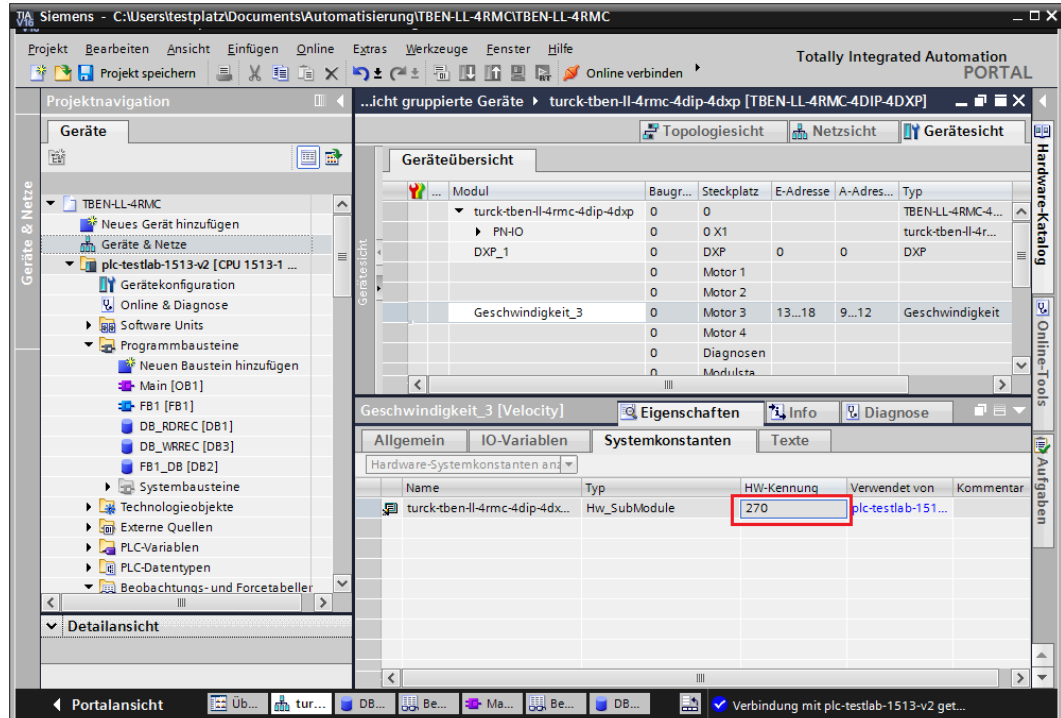 Siemens - C:\Users\testplatz\Documents\Automatisierung\TBEN-LL-4RMC\TBEN-LL-4RMC
Projekt Bearbeiten Ansicht Einfügen Online Extras Werkzeuge Fenster Hilfe
Totally Integrated Automation
PORTAL
Projekt speichern
Online verbinden
Projektnavigation
...icht gruppierte Geräte turck-tben-ll-4rmc-4dip-4dxp [TBEN-LL-4RMC-4DIP-4DXP]
Geräte
Topologiesicht Netzsicht Gerätesicht
Geräteübersicht
... Modul Baugr... Steckplatz E-Adresse A-Adres... Typ
turck-tben-ll-4rmc-4dip-4dxp 0 0 TBEN-LL-4RMC-4...
PN-IO 0 0 X1 turck-tben-ll-4r...
DXP_1 0 DXP 0 0 DXP
0 Motor 1
0 Motor 2
Geschwindigkeit_3 0 Motor 3 13...18 9...12 Geschwindigkeit
0 Motor 4
0 Diagnosen
0 Modulsta
Geräte & Netze
TBEN-LL-4RMC
Neues Gerät hinzufügen
Geräte & Netze
plc-testlab-1513-v2 [CPU 1513-1 ...
Gerätekonfiguration
Online & Diagnose
Software Units
Programmbausteine
Neuen Baustein hinzufügen
Main [OB1]
FB1 [FB1]
DB_RDREC [DB1]
DB_WRREC [DB3]
FB1_DB [DB2]
Systembausteine
Technologieobjekte
Externe Quellen
PLC-Variablen
PLC-Datentypen
Beobachtungs- und Forcetabeller
Detailansicht
Gerätesicht
Geschwindigkeit_3 [Velocity]
Eigenschaften Info Diagnose
Allgemein IO-Variablen Systemkonstanten Texte
Hardware-Systemkonstanten anz
Name Typ HW-Kennung Verwendet von Kommentar
turck-tben-ll-4rmc-4dip-4dx... Hw_SubModule 270 plc-testlab-151...
Hardware-Katalog
Online-Tools
Aufgaben
Portalansicht Üb... tur... DB... Be... Ma... Be... DB... Verbindung mit plc-testlab-1513-v2 get...